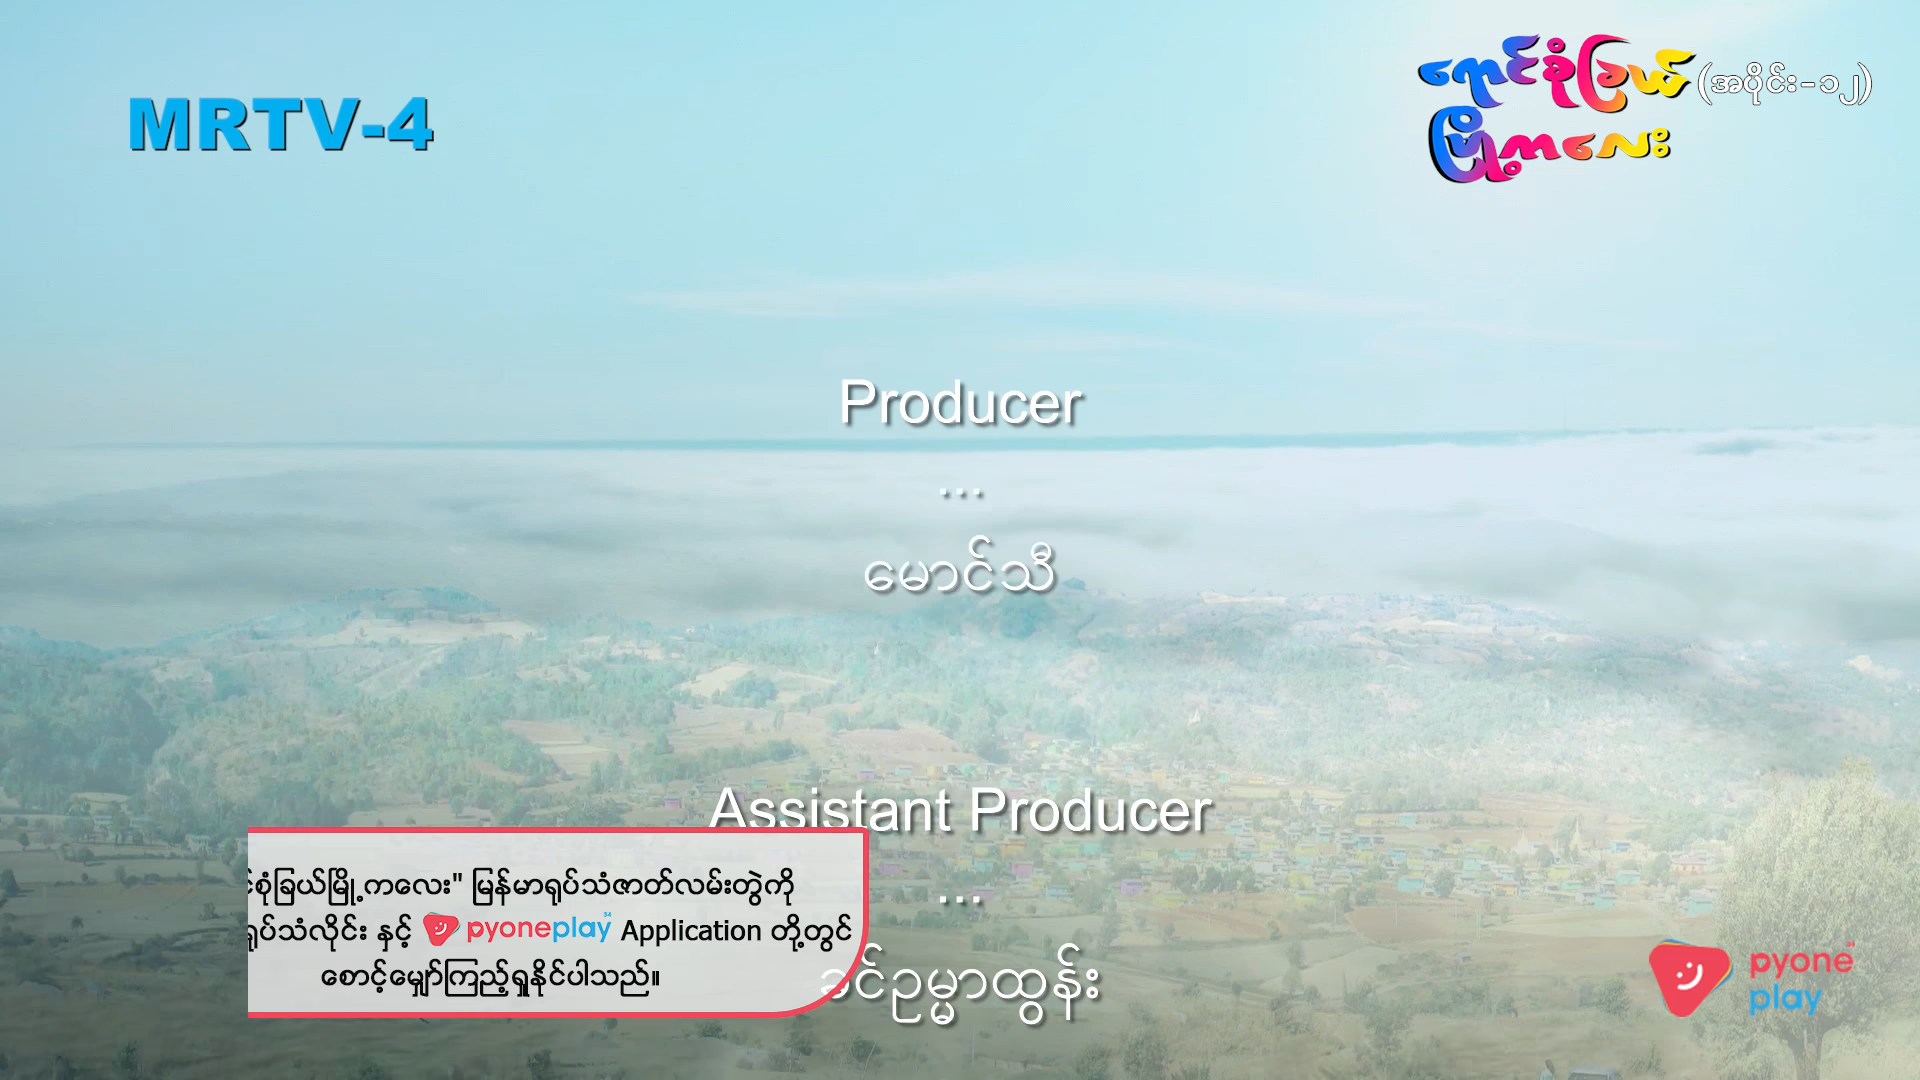 MRTV-4
ရောင်စုံခြယ် (အပိုင်း-၁၂)
မြို့ကလေး
Producer
...
မောင်သီ
Assistant Producer
...
ခင်ဥမ္မာထွန်း
စုံခြယ်မြို့ကလေး" မြန်မာရုပ်သံဇာတ်လမ်းတွဲကို
ရုပ်သံလိုင်း နှင့် pyoneplay Application တို့တွင်
စောင့်မျှော်ကြည့်ရှုနိုင်ပါသည်။
pyone
play